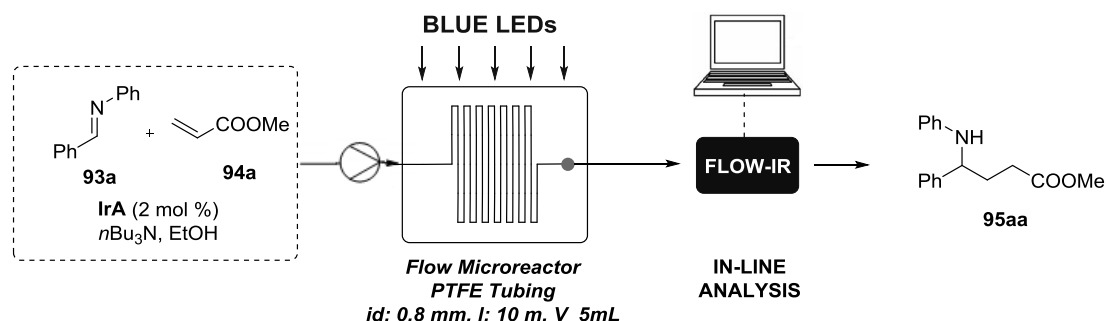 BLUE LEDs
Ph
N
Ph
93a
+
COOMe
94a
IrA (2 mol %)
nBu3N, EtOH
Flow Microreactor
PTFE Tubing
id: 0.8 mm, l: 10 m, V 5mL
FLOW-IR
IN-LINE
ANALYSIS
Ph
NH
Ph
COOMe
95aa